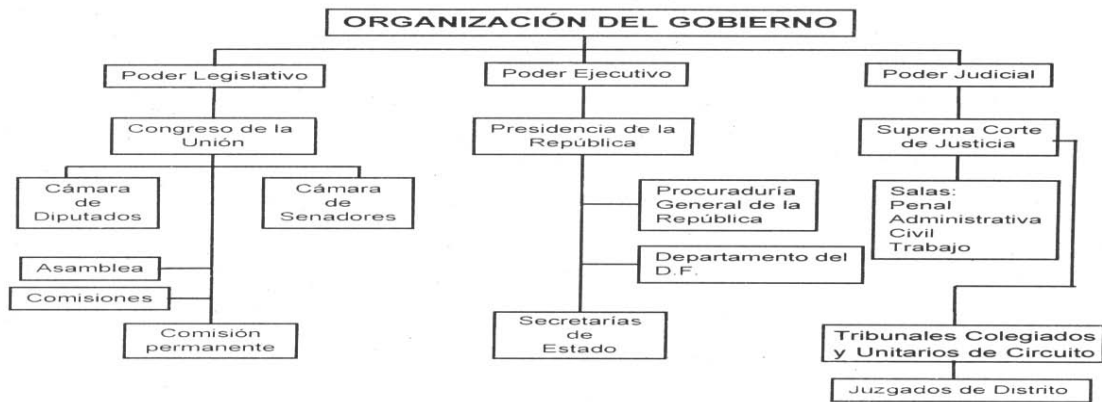 ORGANIZACIÓN DEL GOBIERNO
Poder Legislativo
Poder Ejecutivo
Poder Judicial
Congreso de la
Unión
Presidencia de la
República
Suprema Corte
de Justicia
Cámara
de
Diputados
Cámara
de
Senadores
Procuraduría
General de la
República
Salas:
Penal
Administrativa
Civil
Trabajo
Asamblea
Departamento del
D.F.
Comisiones
Comisión
permanente
Secretarías
de
Estado
Tribunales Colegiados
y Unitarios de Circuito
Juzgados de Distrito